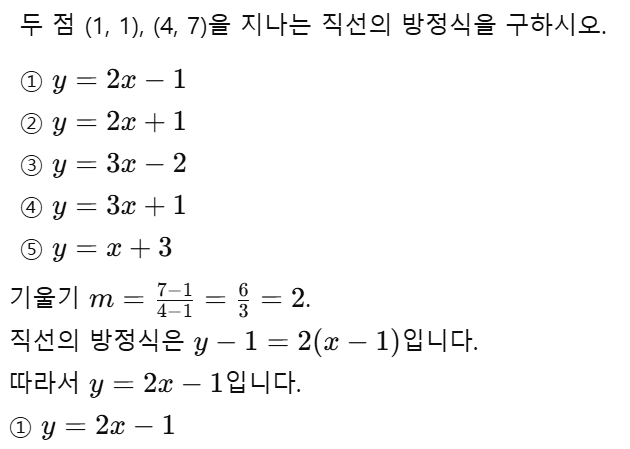 두 점 (1, 1), (4, 7)을 지나는 직선의 방정식을 구하시오.
① y = 2x − 1
② y = 2x + 1
③ y = 3x − 2
④ y = 3x + 1
⑤ y = x + 3
기울기 m = \frac{7−1}{4−1} = \frac{6}{3} = 2.
직선의 방정식은 y − 1 = 2(x − 1)입니다.
따라서 y = 2x − 1입니다.
① y = 2x − 1